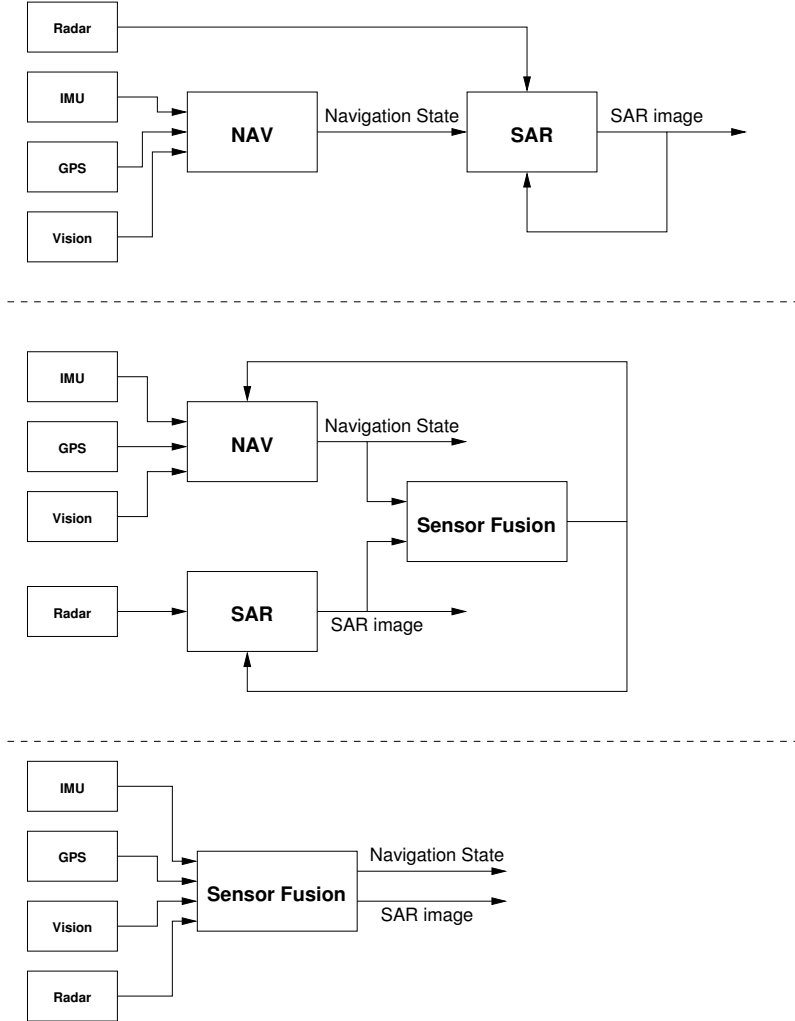 Radar
IMU
GPS
Vision
NAV
Navigation State
SAR
SAR image
IMU
GPS
Vision
Radar
NAV
Navigation State
Sensor Fusion
SAR
SAR image
IMU
GPS
Vision
Radar
Sensor Fusion
Navigation State
SAR image